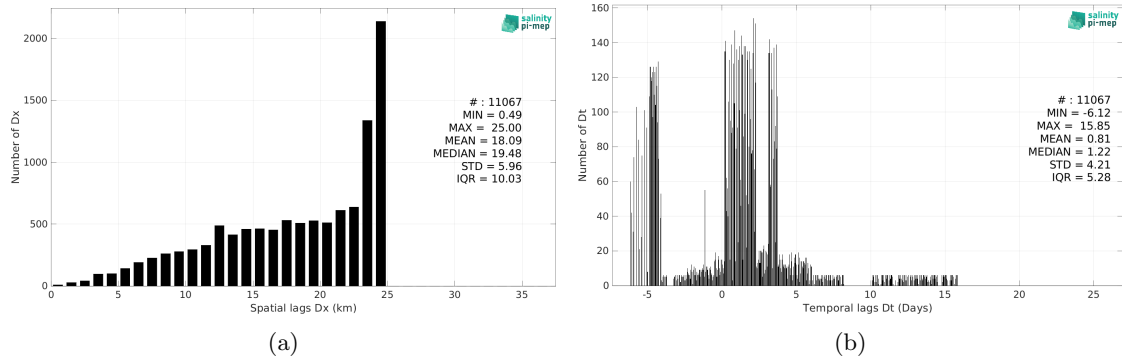 salinity
pi-mep
2000
1500
1000
500
0
Number of Dx
# : 11067
MIN = 0.49
MAX = 25.00
MEAN = 18.09
MEDIAN = 19.48
STD = 5.96
IQR = 10.03
0 5 10 15 20 25 30 35
Spatial lags Dx (km)
(a)
salinity
pi-mep
160
140
120
100
80
60
40
20
0
Number of Dt
# : 11067
MIN = -6.12
MAX = 15.85
MEAN = 0.81
MEDIAN = 1.22
STD = 4.21
IQR = 5.28
-5 0 5 10 15 20 25
Temporal lags Dt (Days)
(b)